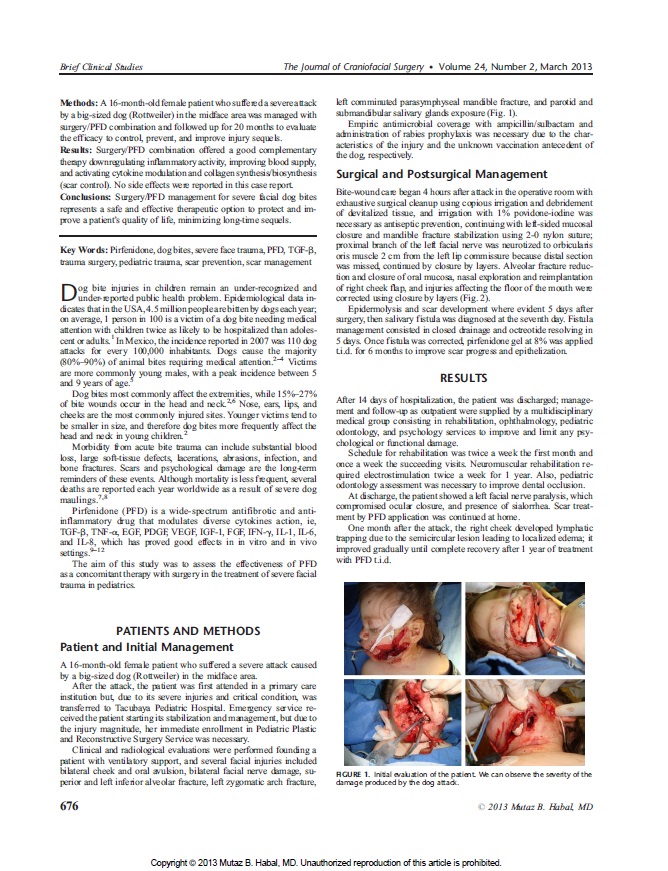 Brief Clinical Studies
The Journal of Craniofacial Surgery • Volume 24, Number 2, March 2013
Methods: A 16-month-old female patient who suffered a severe attack
by a big-sized dog (Rottweiler) in the midface area was managed with
surgery/PFD combination and followed up for 20 months to evaluate
the efficacy to control, prevent, and improve injury sequels.
Results: Surgery/PFD combination offered a good complementary
therapy downregulating inflammatory activity, improving blood supply,
and activating cytokine modulation and collagen synthesis/biosynthesis
(scar control). No side effects were reported in this case report.
Conclusions: Surgery/PFD management for severe facial dog bites
represents a safe and effective therapeutic option to protect and im-
prove a patient's quality of life, minimizing long-time sequels.
Key Words: Pirfenidone, dog bites, severe face trauma, PFD, TGF-β,
trauma surgery, pediatric trauma, scar prevention, scar management
Dog bite injuries in children remain an under-recognized and
under-reported public health problem. Epidemiological data in-
dicates that in the USA, 4.5 million people are bitten by dogs each year;
on average, 1 person in 100 is a victim of a dog bite needing medical
attention with children twice as likely to be hospitalized than adoles-
cent or adults.1 In Mexico, the incidence reported in 2007 was 110 dog
attacks for every 100,000 inhabitants. Dogs cause the majority
(80%–90%) of animal bites requiring medical attention.2–4 Victims
are more commonly young males, with a peak incidence between 5
and 9 years of age.5
Dog bites most commonly affect the extremities, while 15%–27%
of bite wounds occur in the head and neck.2,6 Nose, ears, lips, and
cheeks are the most commonly injured sites. Younger victims tend to
be smaller in size, and therefore dog bites more frequently affect the
head and neck in young children.2
Morbidity from acute bite trauma can include substantial blood
loss, large soft-tissue defects, lacerations, abrasions, infection, and
bone fractures. Scars and psychological damage are the long-term
reminders of these events. Although mortality is less frequent, several
deaths are reported each year worldwide as a result of severe dog
maulings.7,8
Pirfenidone (PFD) is a wide-spectrum antifibrotic and anti-
inflammatory drug that modulates diverse cytokines action, ie,
TGF-β, TNF-α, EGF, PDGF, VEGF, IGF-1, FGF, IFN-γ, IL-1, IL-6,
and IL-8, which has proved good effects in in vitro and in vivo
settings.9–12
The aim of this study was to assess the effectiveness of PFD
as a concomitant therapy with surgery in the treatment of severe facial
trauma in pediatrics.
PATIENTS AND METHODS
Patient and Initial Management
A 16-month-old female patient who suffered a severe attack caused
by a big-sized dog (Rottweiler) in the midface area.
After the attack, the patient was first attended in a primary care
institution but, due to its severe injuries and critical condition, was
transferred to Tacubaya Pediatric Hospital. Emergency service re-
ceived the patient starting its stabilization and management, but due to
the injury magnitude, her immediate enrollment in Pediatric Plastic
and Reconstructive Surgery Service was necessary.
Clinical and radiological evaluations were performed founding a
patient with ventilatory support, and several facial injuries included
bilateral cheek and oral avulsion, bilateral facial nerve damage, su-
perior and left inferior alveolar fracture, left zygomatic arch fracture,
left comminuted parasymphyseal mandible fracture, and parotid and
submandibular salivary glands exposure (Fig. 1).
Empiric antimicrobial coverage with ampicillin/sulbactam and
administration of rabies prophylaxis was necessary due to the char-
acteristics of the injury and the unknown vaccination antecedent of
the dog, respectively.
Surgical and Postsurgical Management
Bite-wound care began 4 hours after attack in the operative room with
exhaustive surgical cleanup using copious irrigation and debridement
of devitalized tissue, and irrigation with 1% povidone-iodine was
necessary as antiseptic prevention, continuing with left-sided mucosal
closure and mandible fracture stabilization using 2-0 nylon suture;
proximal branch of the left facial nerve was neurotized to orbicularis
oris muscle 2 cm from the left lip commissure because distal section
was missed, continued by closure by layers. Alveolar fracture reduc-
tion and closure of oral mucosa, nasal exploration and reimplantation
of right cheek flap, and injuries affecting the floor of the mouth were
corrected using closure by layers (Fig. 2).
Epidermolysis and scar development where evident 5 days after
surgery, then salivary fistula was diagnosed at the seventh day. Fistula
management consisted in closed drainage and octreotide resolving in
5 days. Once fistula was corrected, pirfenidone gel at 8% was applied
t.i.d. for 6 months to improve scar progress and epithelization.
RESULTS
After 14 days of hospitalization, the patient was discharged; manage-
ment and follow-up as outpatient were supplied by a multidisciplinary
medical group consisting in rehabilitation, ophthalmology, pediatric
odontology, and psychology services to improve and limit any psy-
chological or functional damage.
Schedule for rehabilitation was twice a week the first month and
once a week the succeeding visits. Neuromuscular rehabilitation re-
quired electrostimulation twice a week for 1 year. Also, pediatric
odontology assessment was necessary to improve dental occlusion.
At discharge, the patient showed a left facial nerve paralysis, which
compromised ocular closure, and presence of sialorrhea. Scar treat-
ment by PFD application was continued at home.
One month after the attack, the right cheek developed lymphatic
trapping due to the semicircular lesion leading to localized edema; it
improved gradually until complete recovery after 1 year of treatment
with PFD t.i.d.
FIGURE 1. Initial evaluation of the patient. We can observe the severity of the
damage produced by the dog attack.
676
© 2013 Mutaz B. Habal, MD
Copyright © 2013 Mutaz B. Habal, MD. Unauthorized reproduction of this article is prohibited.